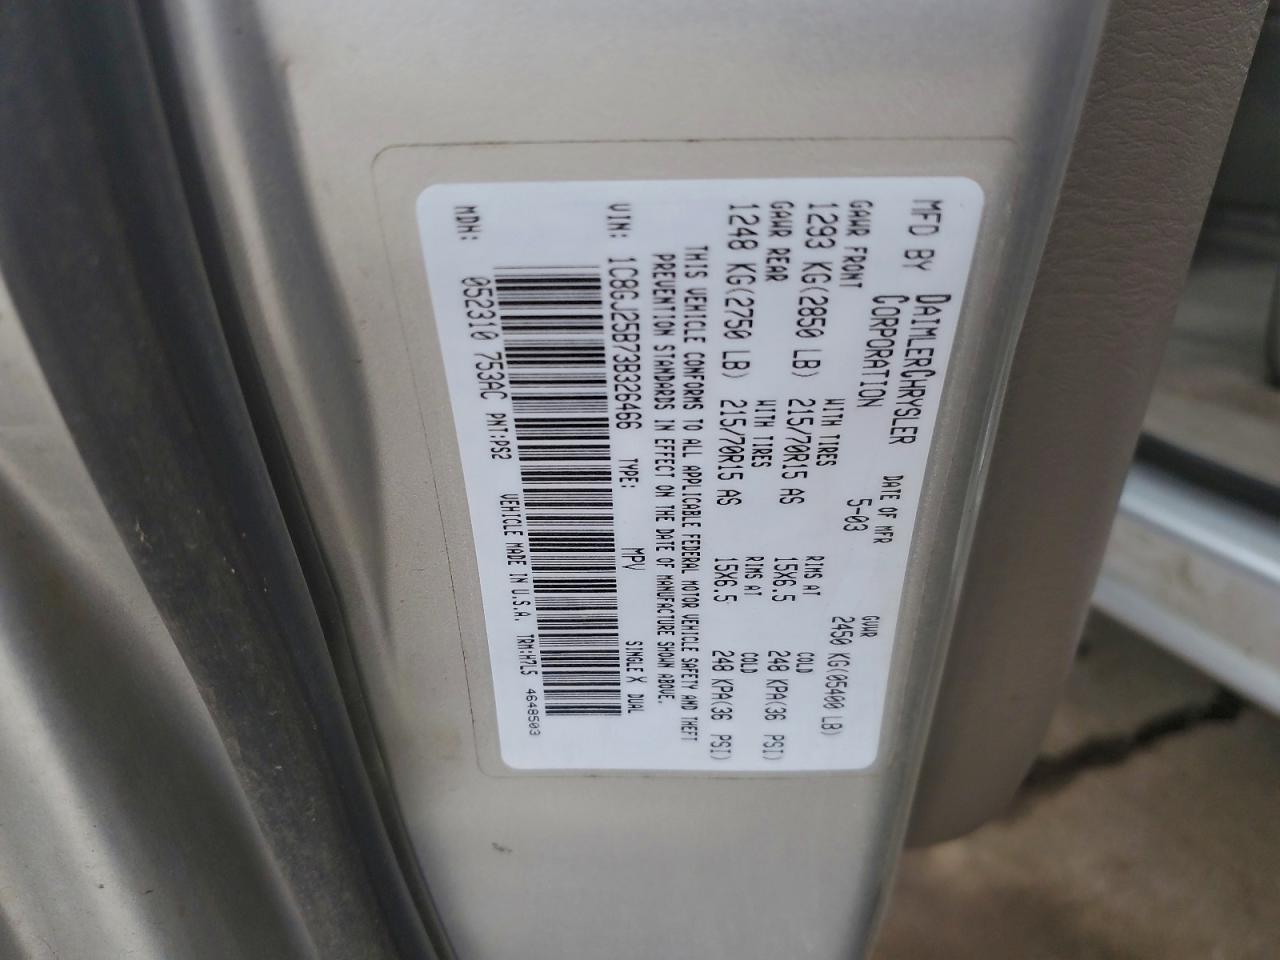 MFD BY DAIMLERCHRYSLER CORPORATION DATE OF MFR 5-03 GVWR 2450 KG(05400 LB)
GAWR FRONT WITH TIRES RIMS AT COLD
1293 KG(2850 LB) 215/70R15 AS 15X6.5 248 KPA(36 PSI)
GAWR REAR WITH TIRES RIMS AT COLD
1248 KG(2750 LB) 215/70R15 AS 15X6.5 248 KPA(36 PSI)
THIS VEHICLE CONFORMS TO ALL APPLICABLE FEDERAL MOTOR VEHICLE SAFETY AND THEFT
PREVENTION STANDARDS IN EFFECT ON THE DATE OF MANUFACTURE SHOWN ABOVE.
VIN: 1C8GJ25B73B326466 TYPE: MPV SINGLE X DUAL
MDH: 052310 753AC PNT:PS2 VEHICLE MADE IN U.S.A. TRM:H7L5 4648503